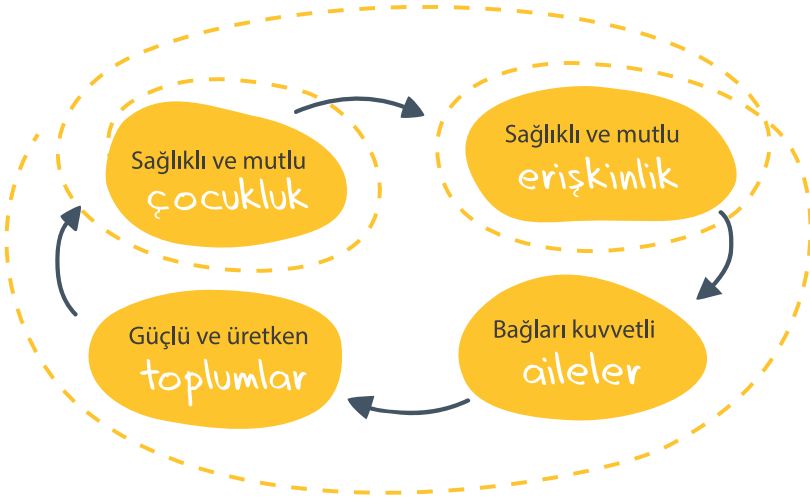 Sağlıklı ve mutlu
çocukluk
Sağlıklı ve mutlu
erişkinlik
Bağları kuvvetli
aileler
Güçlü ve üretken
toplumlar